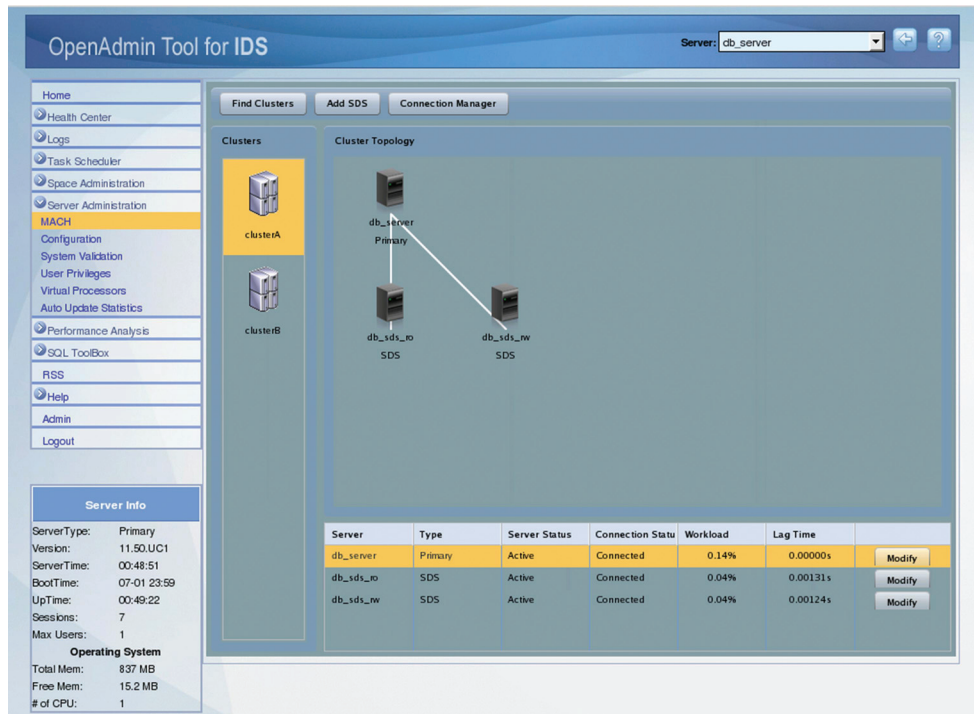 OpenAdmin Tool for IDS
Server: db_server
?
Home
Health Center
Logs
Task Scheduler
Space Administration
Server Administration
MACH
Configuration
System Validation
User Privileges
Virtual Processors
Auto Update Statistics
Performance Analysis
SQL ToolBox
RSS
Help
Admin
Logout
Find Clusters Add SDS Connection Manager
Clusters
clusterA
clusterB
Cluster Topology
db_server
Primary
db_sds_ro
SDS
db_sds_rw
SDS
Server Type Server Status Connection Statu Workload Lag Time
db_server Primary Active Connected 0.14% 0.00000s Modify
db_sds_ro SDS Active Connected 0.04% 0.00131s Modify
db_sds_rw SDS Active Connected 0.04% 0.00124s Modify
Server Info
ServerType: Primary
Version: 11.50.UC1
ServerTime: 00:48:51
BootTime: 07-01 23:59
UpTime: 00:49:22
Sessions: 7
Max Users: 1
Operating System
Total Mem: 837 MB
Free Mem: 15.2 MB
# of CPU: 1